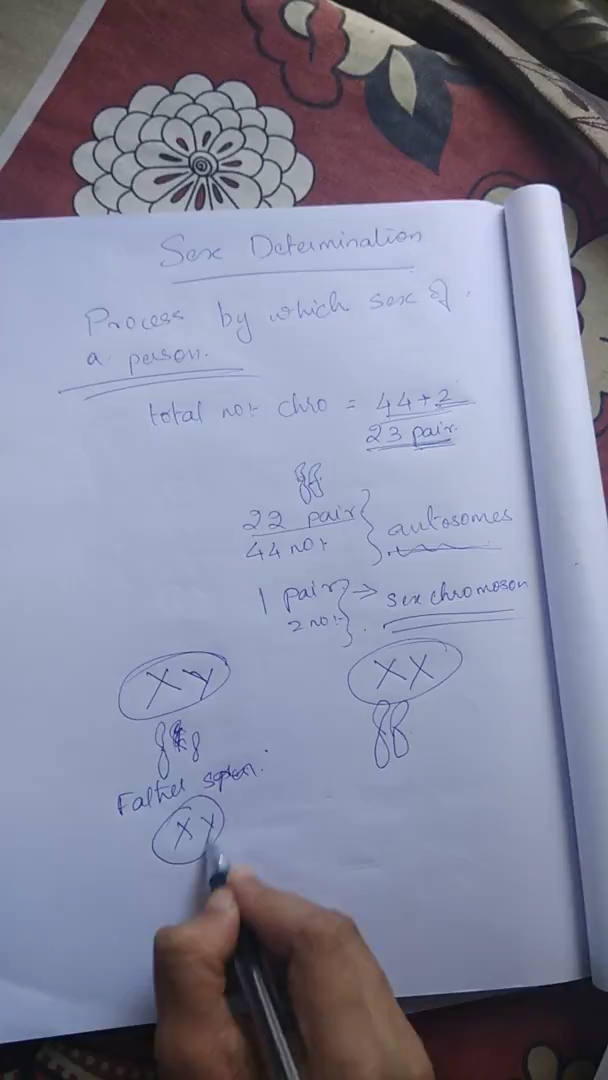 Sex Determination
Process by which sex of
a person.
total no:- chro = 44+2
23 pair.
22 pair
44 no:-
autosomes
1 pair
2 no:-
→ sex chromoson
XY
XX
Father
XY